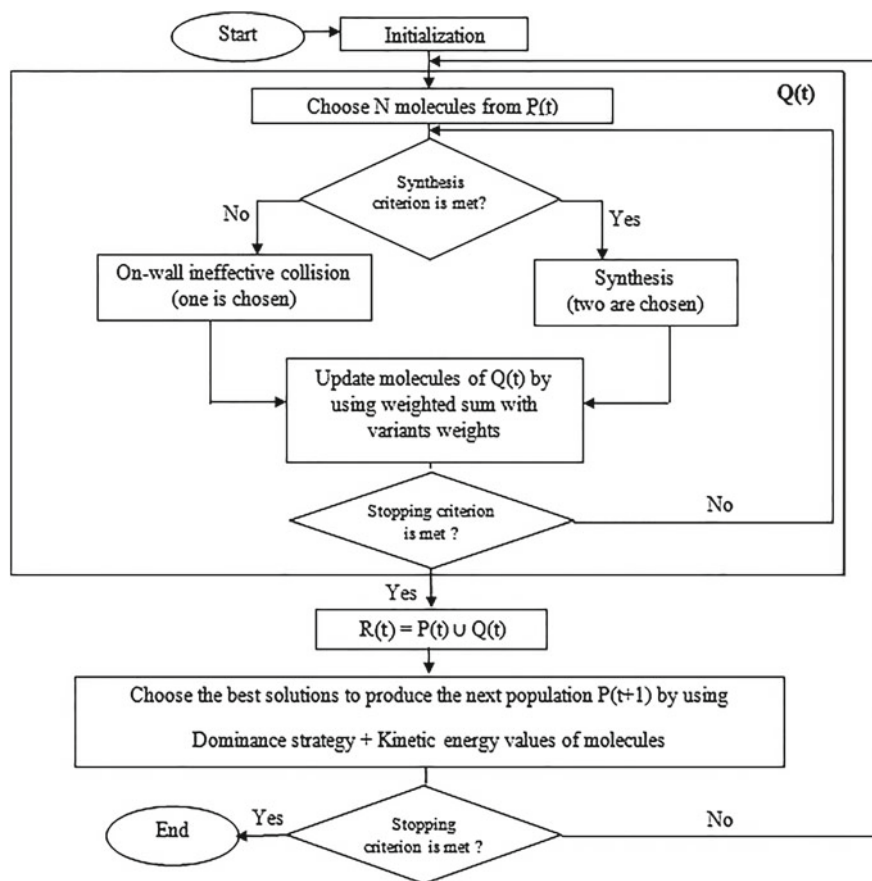 Start
Initialization
Q(t)
Choose N molecules from P(t)
Synthesis
criterion is met?
No
Yes
On-wall ineffective collision
(one is chosen)
Synthesis
(two are chosen)
Update molecules of Q(t) by
using weighted sum with
variants weights
Stopping criterion
is met ?
No
Yes
R(t) = P(t) ∪ Q(t)
Choose the best solutions to produce the next population P(t+1) by using
Dominance strategy + Kinetic energy values of molecules
End
Yes
Stopping
criterion is met ?
No